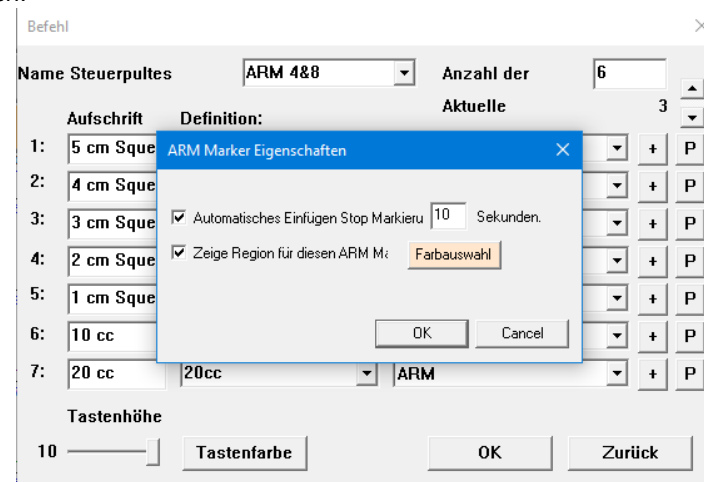 Befehl
Name Steuerpultes ARM 4&8 Anzahl der 6
Aktuelle 3
Aufschrift Definition:
1: 5 cm Sque + P
ARM Marker Eigenschaften
2: 4 cm Sque + P
3: 3 cm Sque + P
Automatisches Einfügen Stop Markieru 10 Sekunden.
4: 2 cm Sque + P
Zeige Region für diesen ARM Ma Farbauswahl
5: 1 cm Sque + P
6: 10 cc + P
OK Cancel
7: 20 cc 20cc ARM + P
Tastenhöhe
10 Tastenfarbe OK Zurück